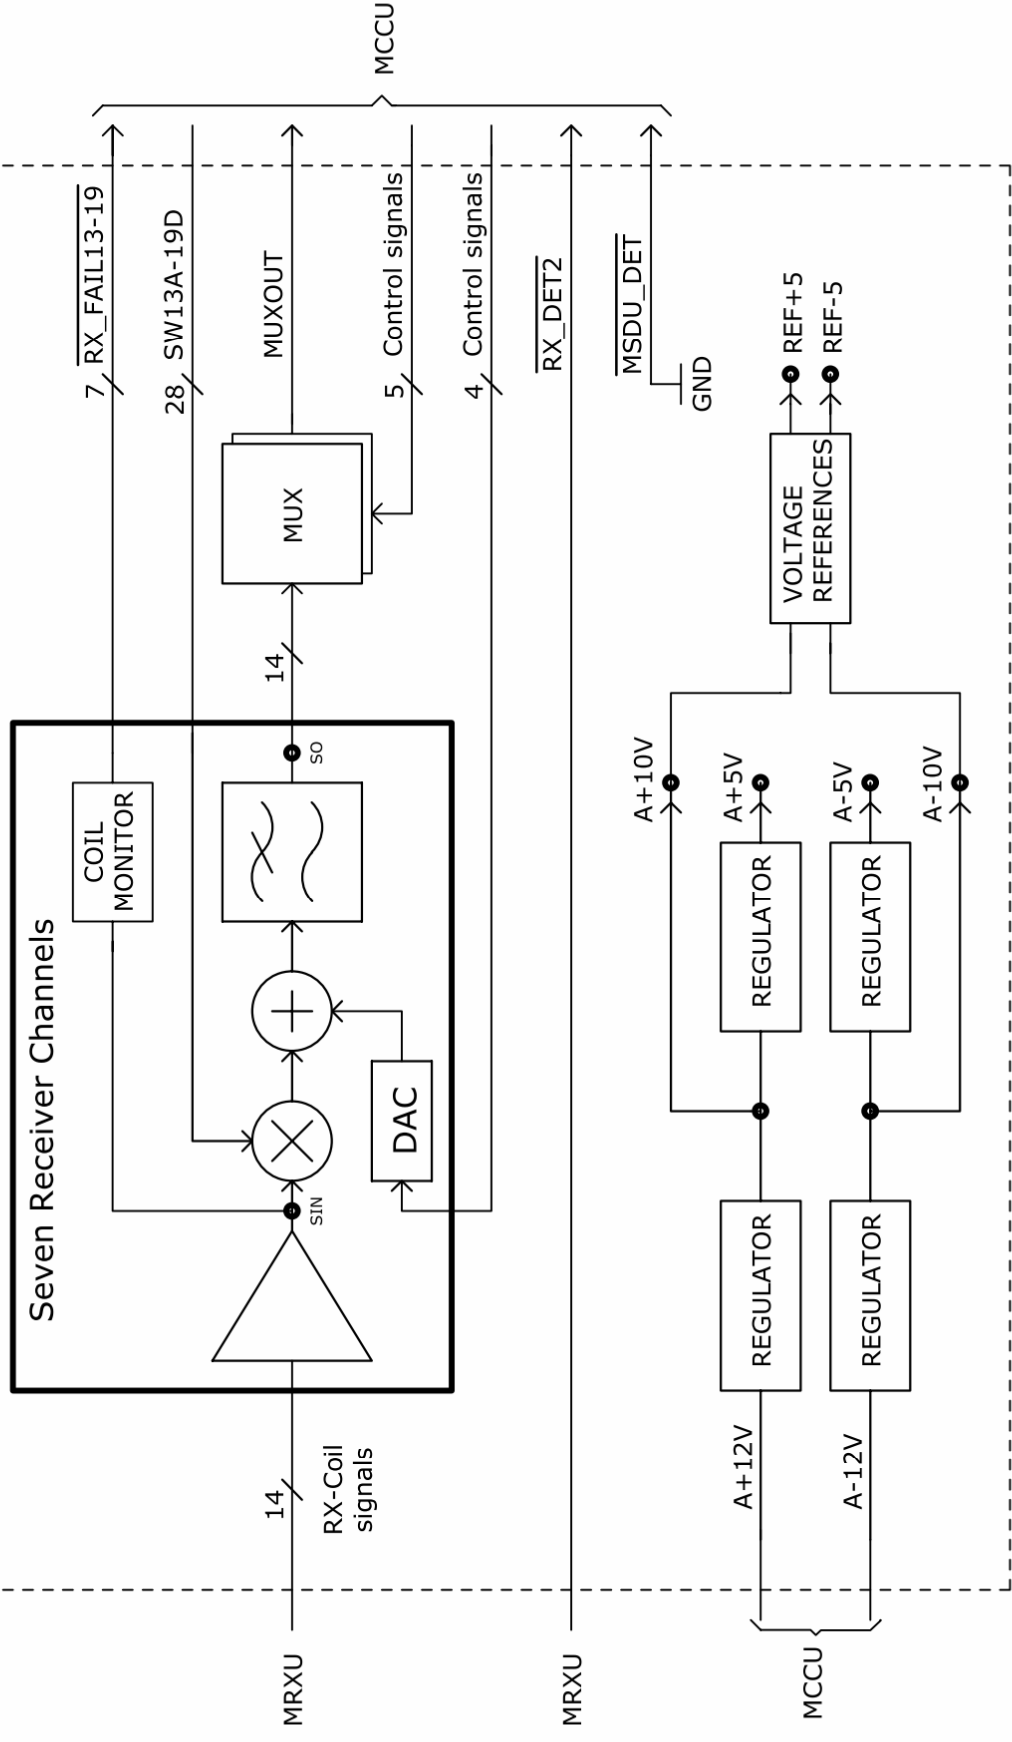 MCCU
RX_FAIL13-19
7
SW13A-19D
28
MUXOUT
Control signals
5
Control signals
4
RX_DET2
MSDU_DET
GND
REF+5
REF-5
MUX
VOLTAGE
REFERENCES
14
Seven Receiver Channels
COIL
MONITOR
SO
DAC
SIN
A+10V
A+5V
A-5V
A-10V
REGULATOR
REGULATOR
REGULATOR
REGULATOR
14
RX-Coil
signals
A+12V
A-12V
MRXU
MRXU
MCCU